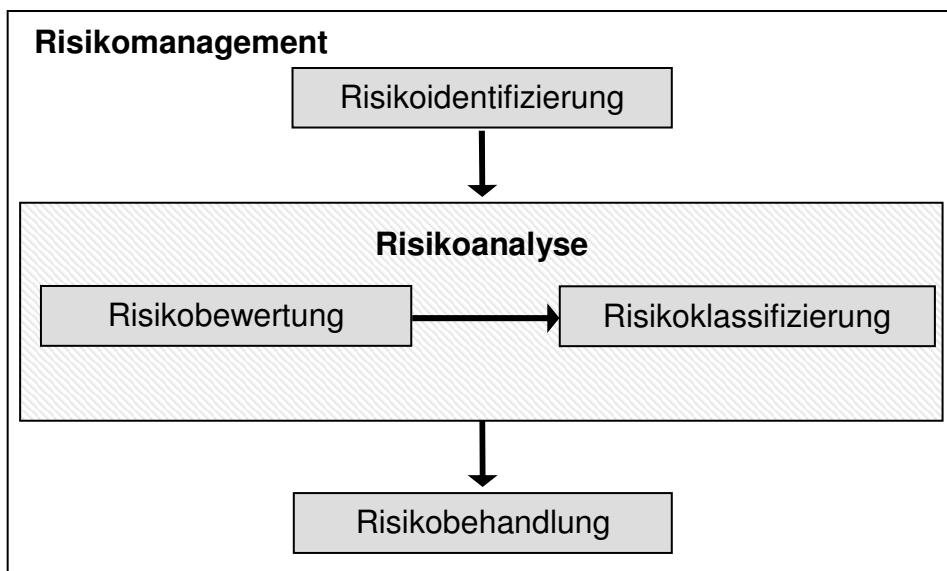 Risikomanagement
Risikoidentifizierung
Risikoanalyse
Risikobewertung
Risikoklassifizierung
Risikobehandlung